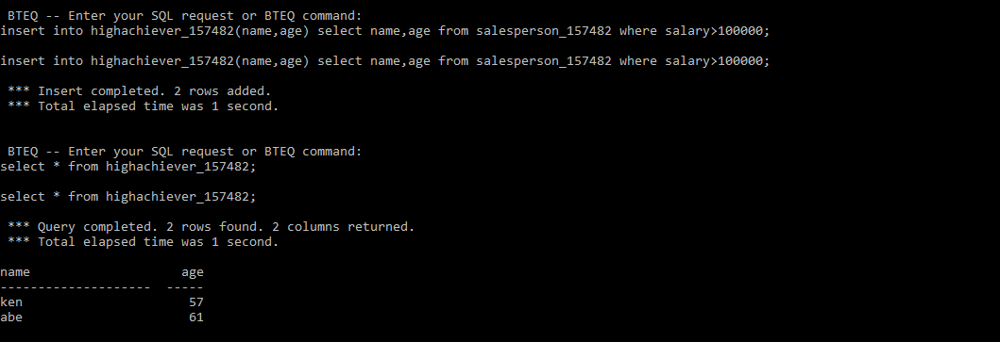 BTEQ -- Enter your SQL request or BTEQ command:
insert into highachiever_157482(name,age) select name,age from salesperson_157482 where salary>100000;
insert into highachiever_157482(name,age) select name,age from salesperson_157482 where salary>100000;
*** Insert completed. 2 rows added.
*** Total elapsed time was 1 second.
BTEQ -- Enter your SQL request or BTEQ command:
select * from highachiever_157482;
select * from highachiever_157482;
*** Query completed. 2 rows found. 2 columns returned.
*** Total elapsed time was 1 second.
name                    age
--------------------  -----
ken                      57
abe                      61